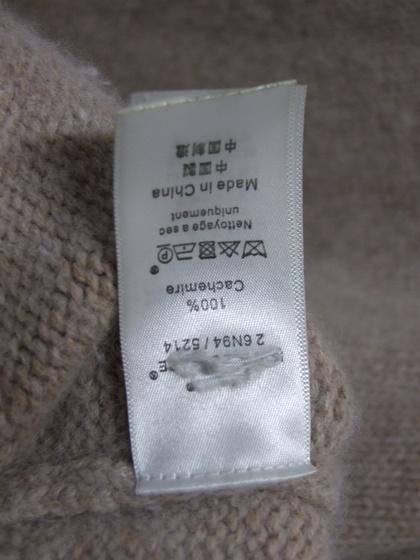 E®
2 6N94 / 5214
100%
Cachemire
P
Nettoyage a sec
uniquement
Made in China
中国製
中国制造